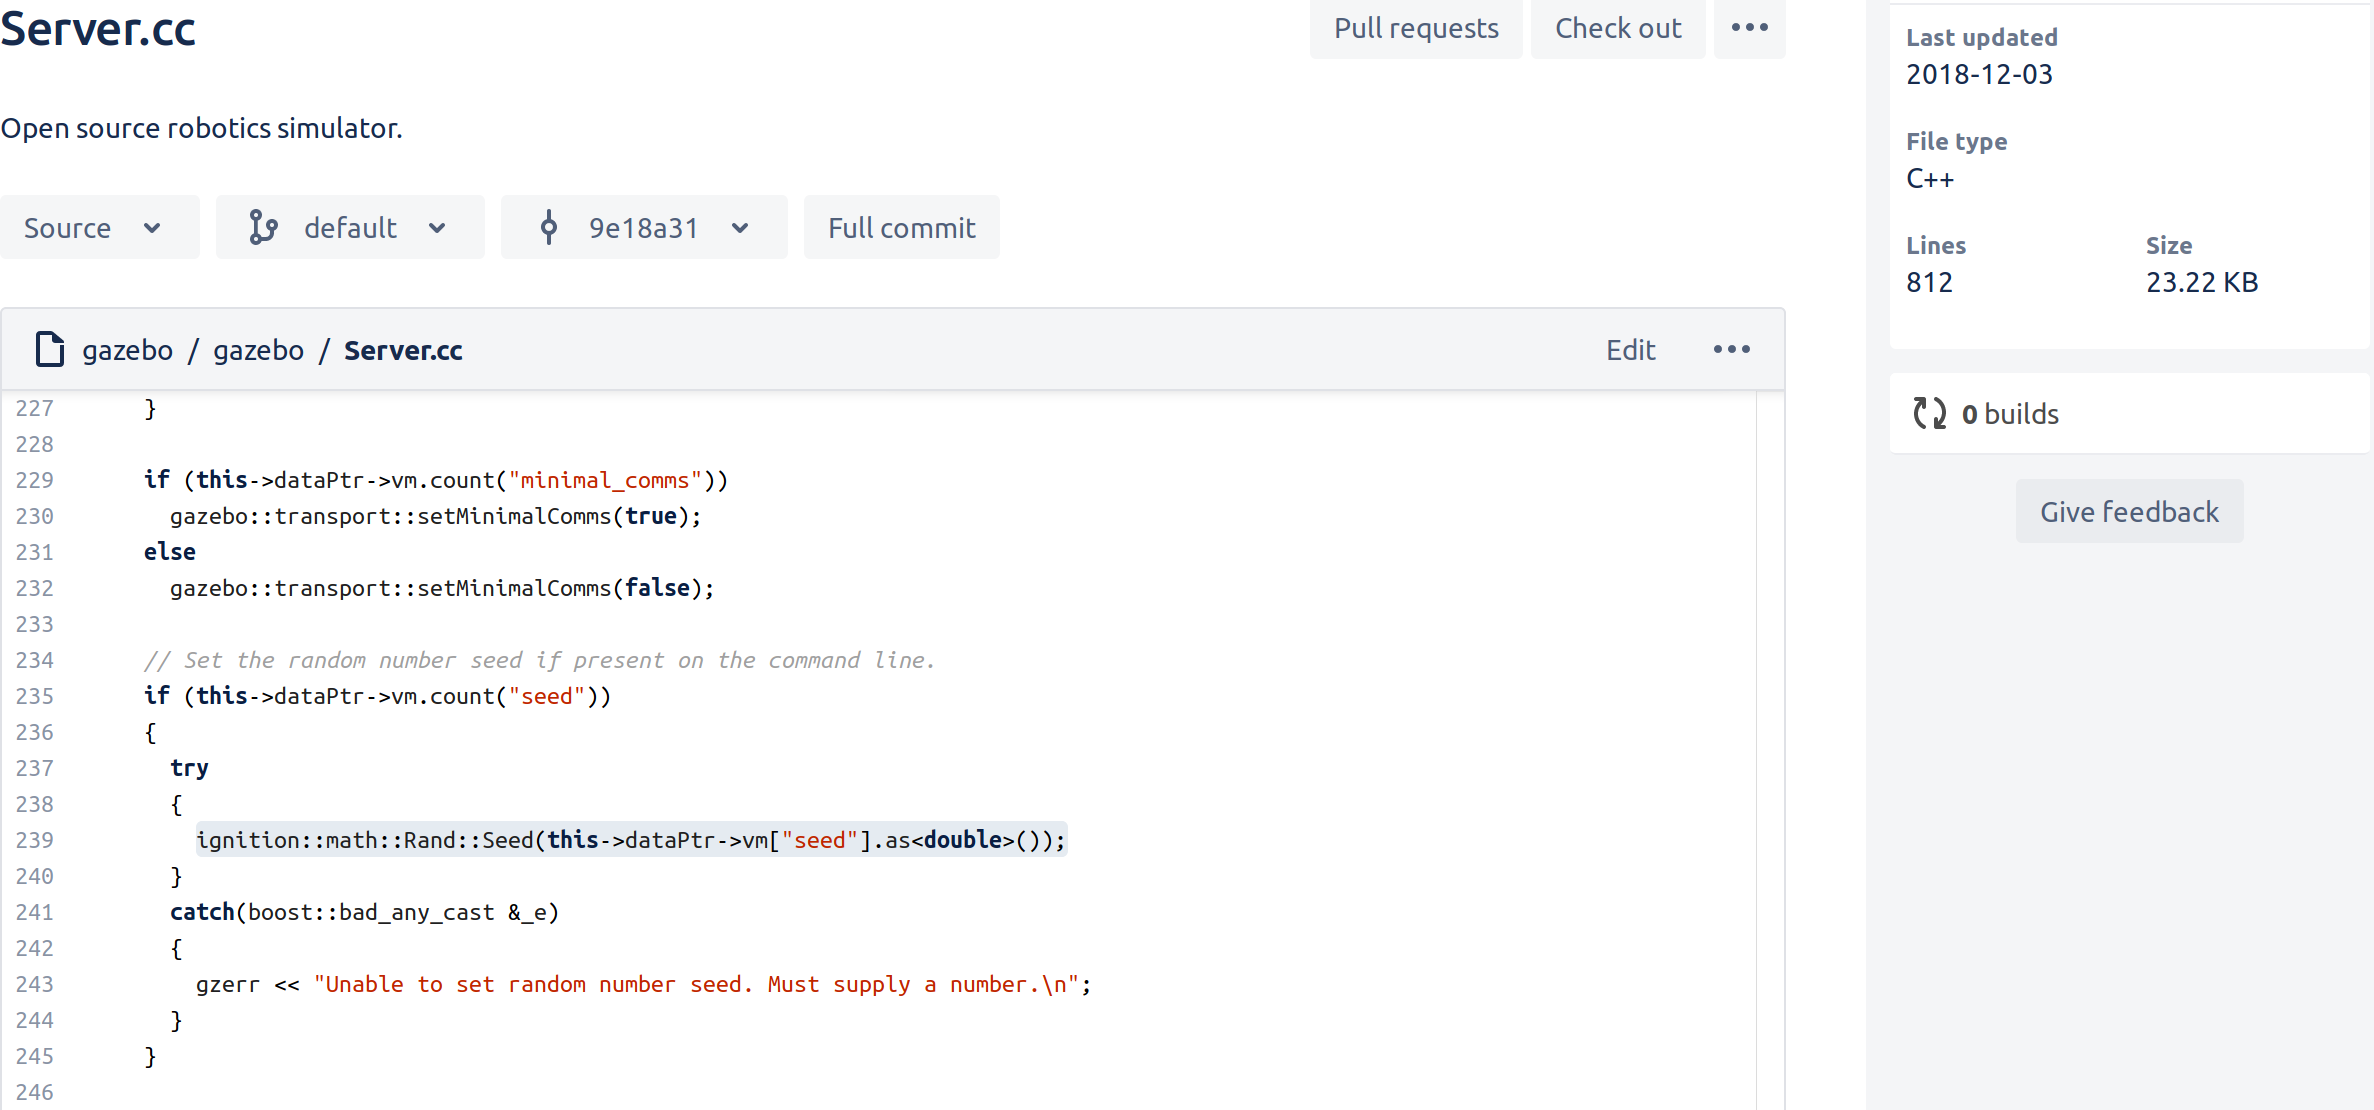 Server.cc
Pull requests
Check out
Open source robotics simulator.
Source
default
9e18a31
Full commit
gazebo / gazebo / Server.cc
Edit
227 }
228
229 if (this->dataPtr->vm.count("minimal_comms"))
230 gazebo::transport::setMinimalComms(true);
231 else
232 gazebo::transport::setMinimalComms(false);
233
234 // Set the random number seed if present on the command line.
235 if (this->dataPtr->vm.count("seed"))
236 {
237 try
238 {
239 ignition::math::Rand::Seed(this->dataPtr->vm["seed"].as<double>());
240 }
241 catch(boost::bad_any_cast &_e)
242 {
243 gzerr << "Unable to set random number seed. Must supply a number.\n";
244 }
245 }
246
Last updated
2018-12-03
File type
C++
Lines
812
Size
23.22 KB
0 builds
Give feedback